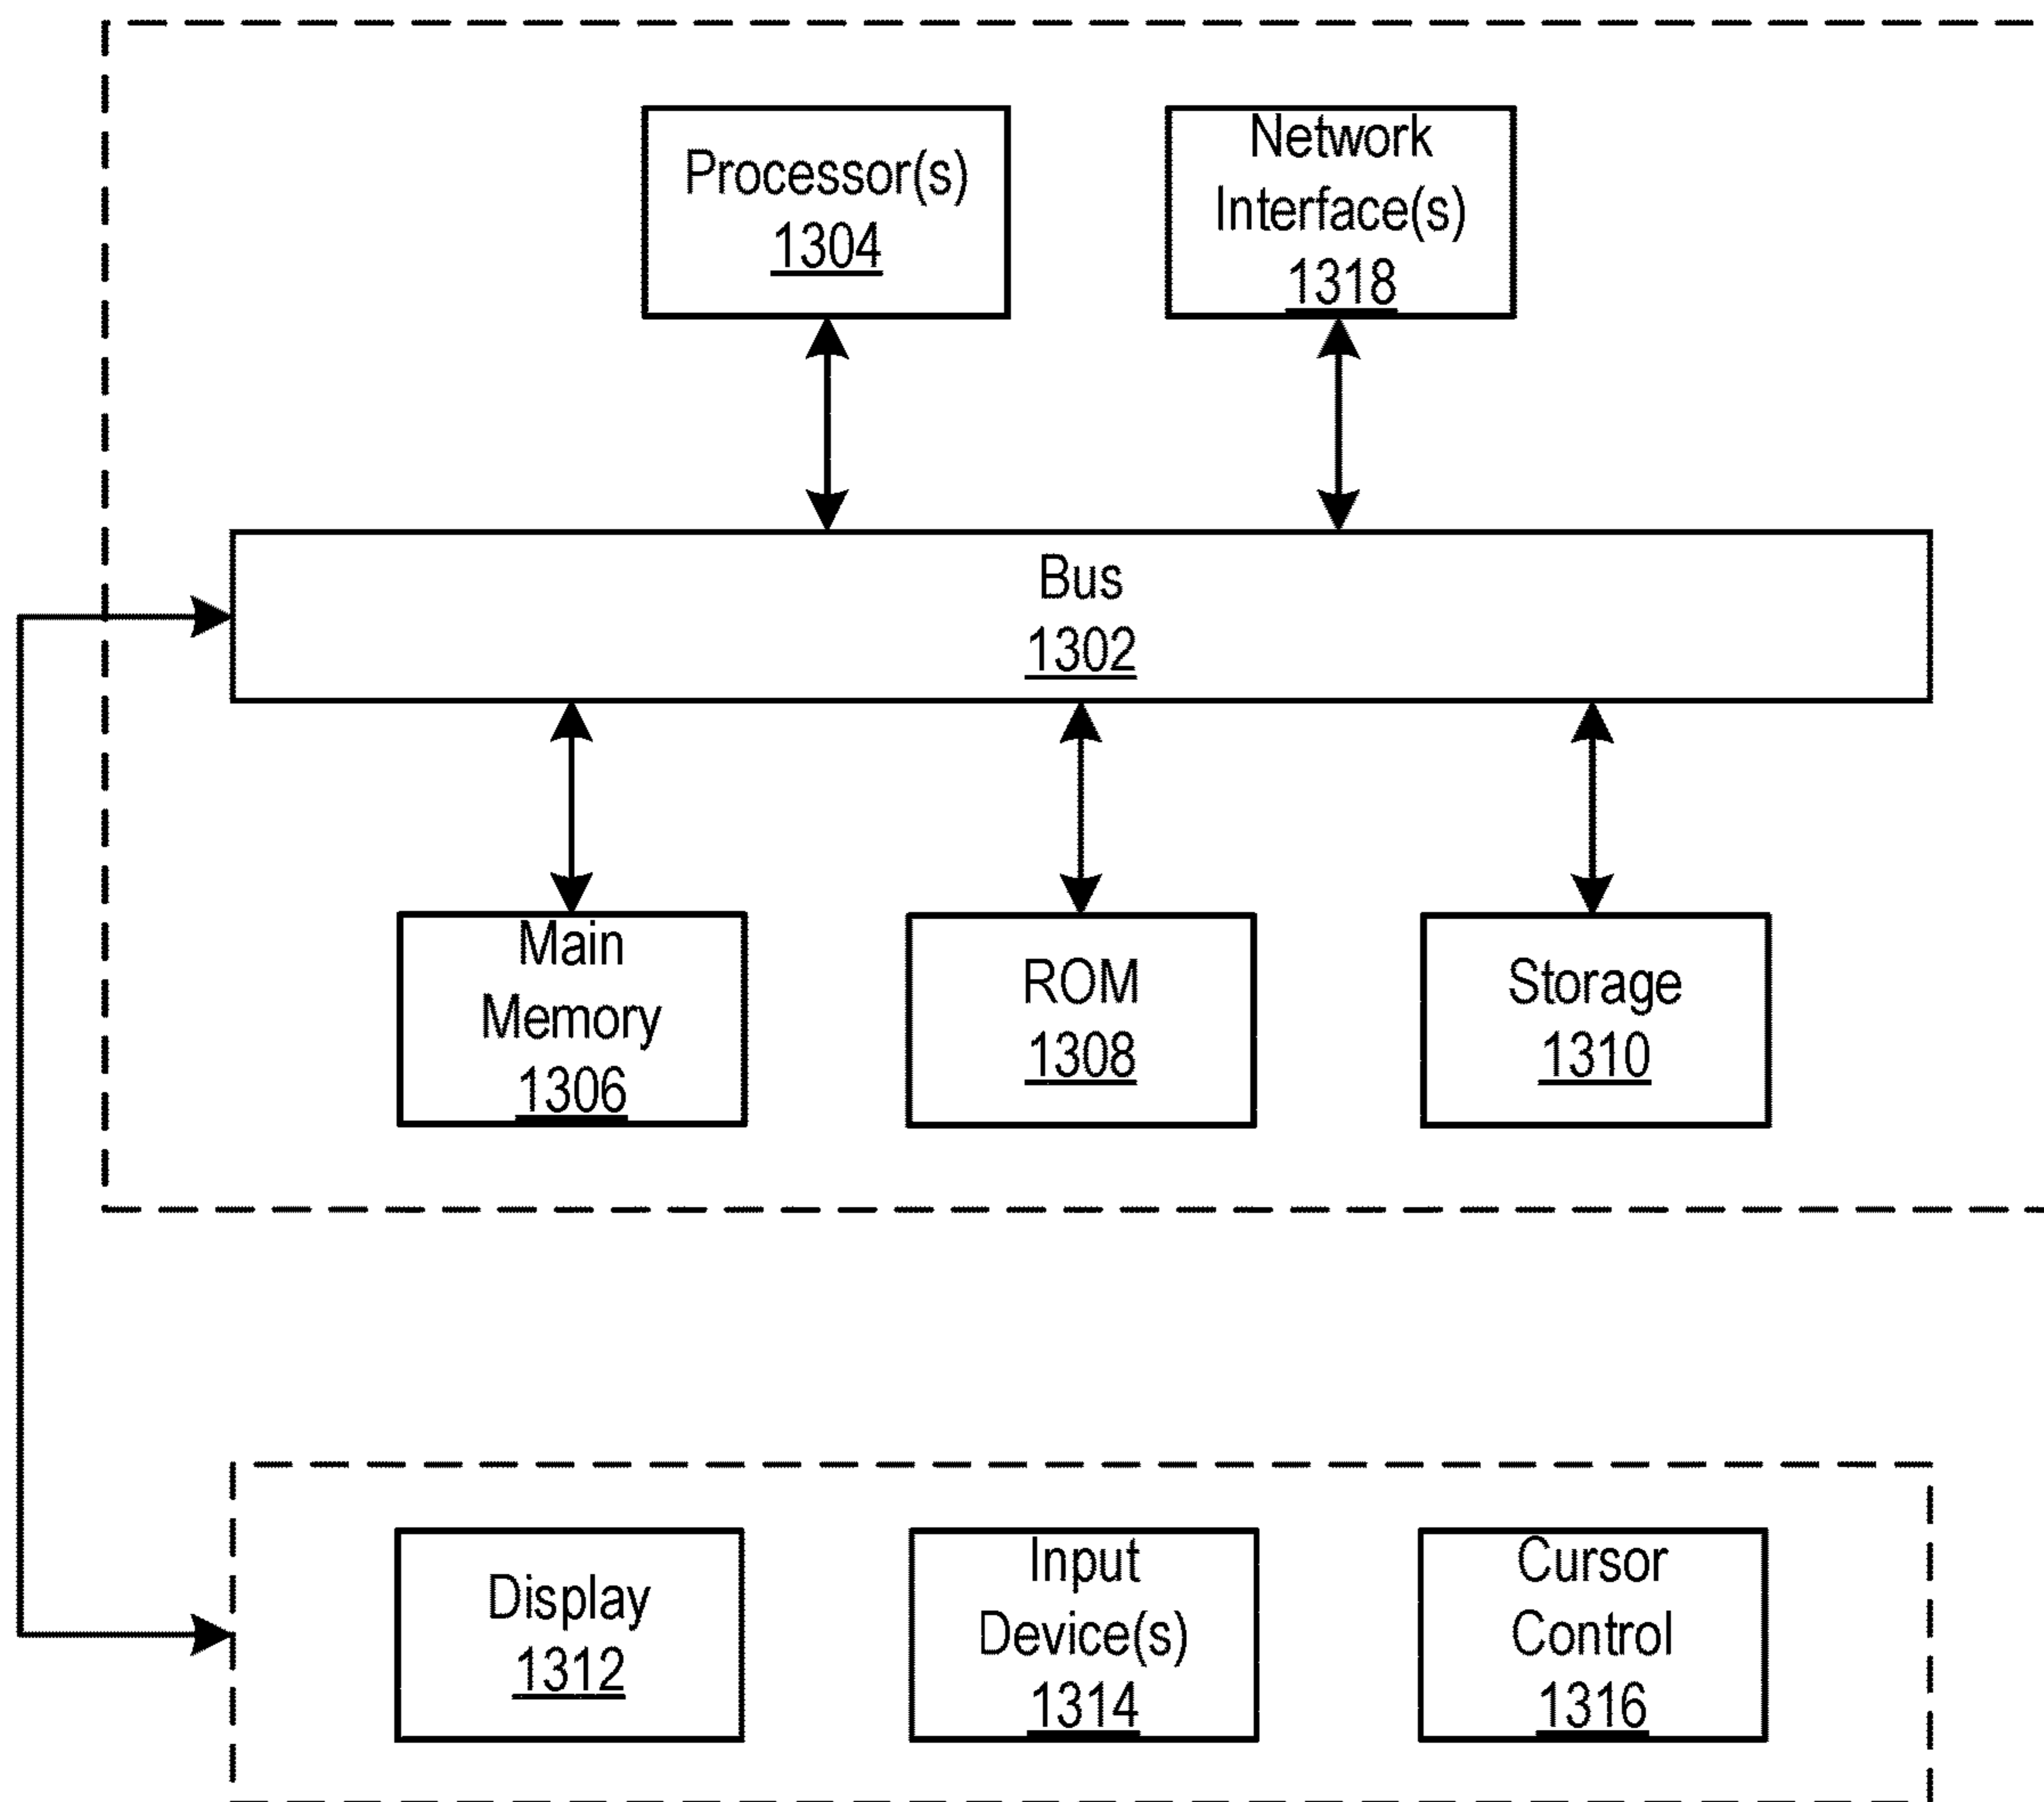 Processor(s)
1304
Network
Interface(s)
1318
Bus
1302
Main
Memory
1306
ROM
1308
Storage
1310
Display
1312
Input
Device(s)
1314
Cursor
Control
1316